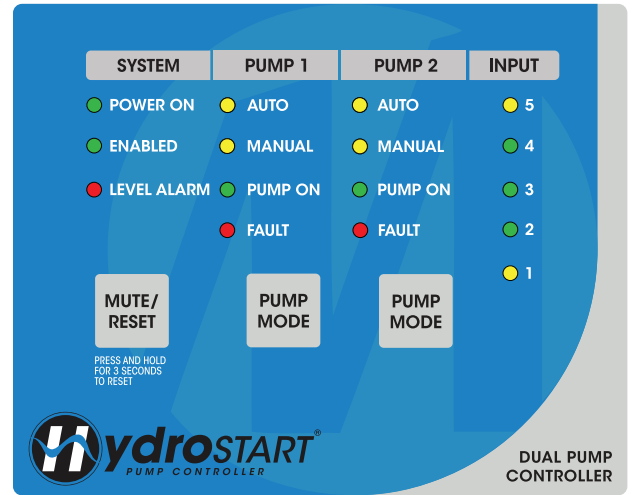 SYSTEM PUMP 1 PUMP 2 INPUT
POWER ON AUTO AUTO 5
ENABLED MANUAL MANUAL 4
LEVEL ALARM PUMP ON PUMP ON 3
FAULT FAULT 2
1
MUTE/
RESET
PUMP
MODE
PUMP
MODE
PRESS AND HOLD
FOR 3 SECONDS
TO RESET
HydroSTART®
PUMP CONTROLLER
DUAL PUMP
CONTROLLER